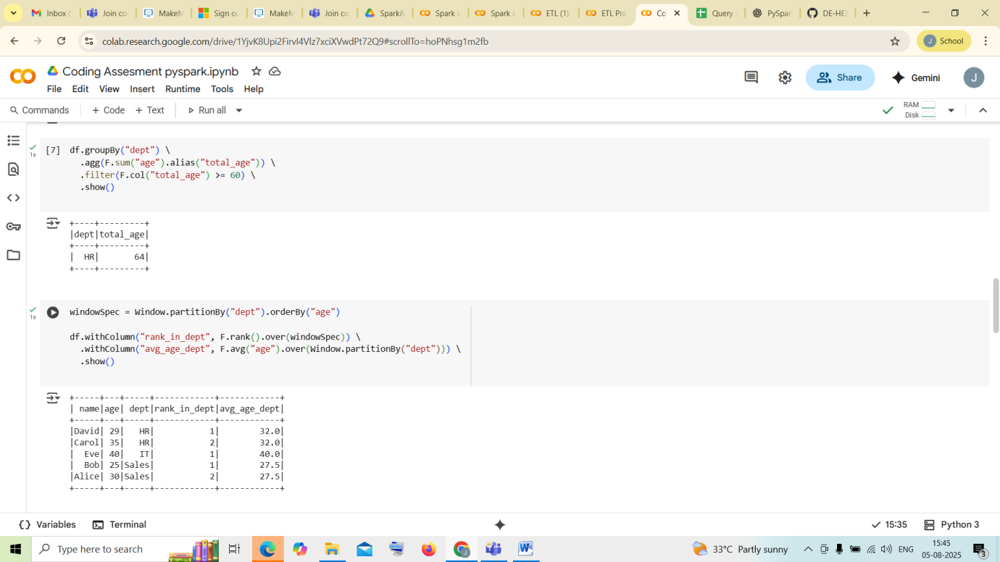 Inbox (
Join co
MakeM
Sign ou
MakeM
Join co
Spark&
Spark s
Spark s
ETL (1).
ETL Pra
Co
Query
PySpar
DE-HEX
colab.research.google.com/drive/1YjvK8Upi2FirvI4Vlz7xciXVwdPt72Q9#scrollTo=hoPNhsg1m2fb
J School
CO Coding Assesment pyspark.ipynb
File Edit View Insert Runtime Tools Help
Share
Gemini
J
Commands + Code + Text Run all
RAM
Disk
[7] df.groupBy("dept") \
1s
.agg(F.sum("age").alias("total_age")) \
.filter(F.col("total_age") >= 60) \
.show()
+----+---------+
|dept|total_age|
+----+---------+
|  HR|       64|
+----+---------+
windowSpec = Window.partitionBy("dept").orderBy("age")
1s
df.withColumn("rank_in_dept", F.rank().over(windowSpec)) \
.withColumn("avg_age_dept", F.avg("age").over(Window.partitionBy("dept"))) \
.show()
+-----+---+-----+------------+------------+
| name|age| dept|rank_in_dept|avg_age_dept|
+-----+---+-----+------------+------------+
|David| 29|   HR|           1|        32.0|
|Carol| 35|   HR|           2|        32.0|
|  Eve| 40|   IT|           1|        40.0|
|  Bob| 25|Sales|           1|        27.5|
|Alice| 30|Sales|           2|        27.5|
+-----+---+-----+------------+------------+
{} Variables Terminal
15:35 Python 3
Type here to search
33°C Partly sunny
ENG
15:45
05-08-2025
3